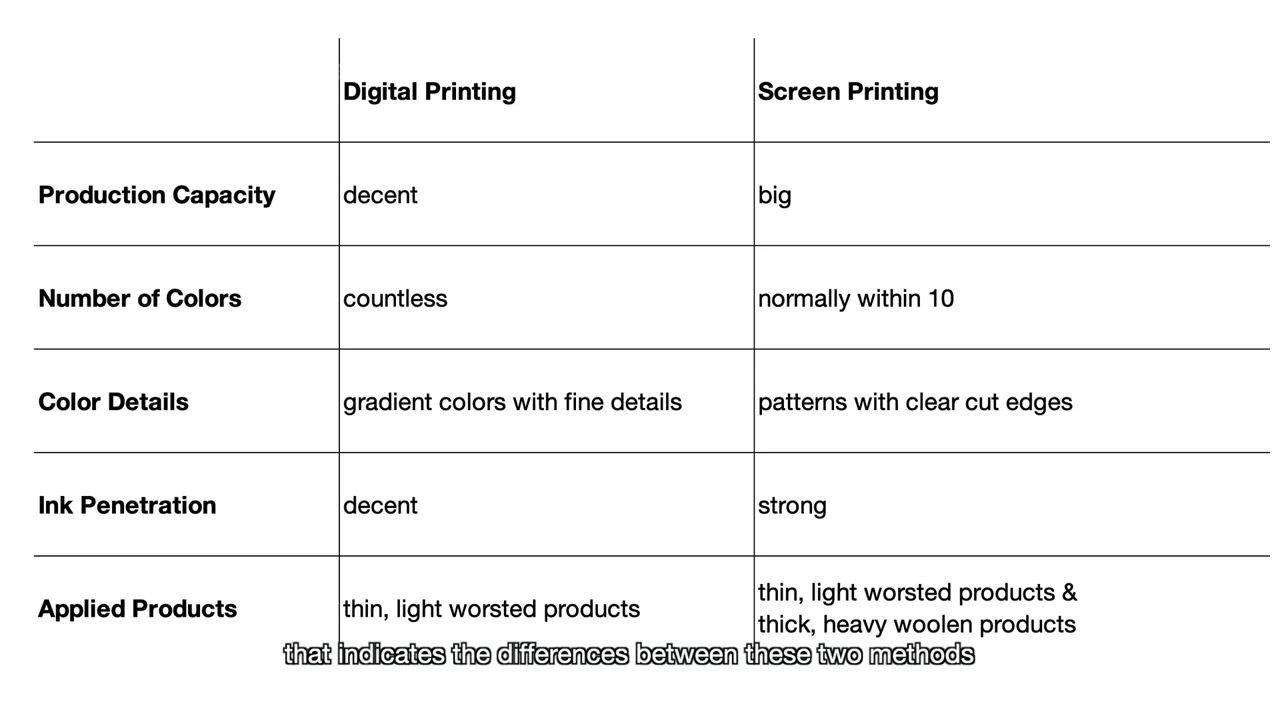 Digital Printing Screen Printing
Production Capacity decent big
Number of Colors countless normally within 10
Color Details gradient colors with fine details patterns with clear cut edges
Ink Penetration decent strong
Applied Products thin, light worsted products thin, light worsted products &
thick, heavy woolen products
that indicates the differences between these two methods